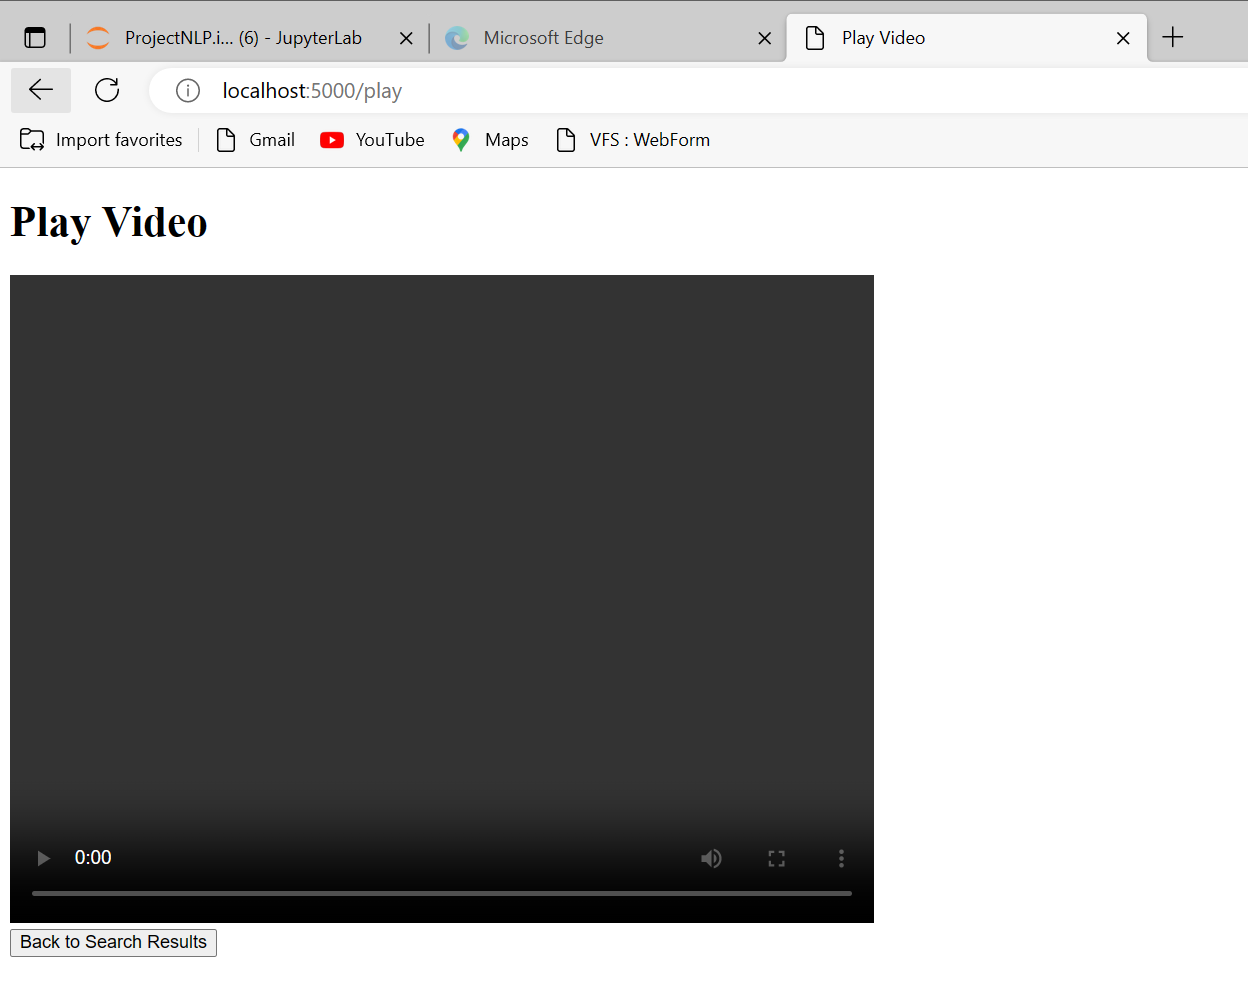 ProjectNLP.i... (6) - JupyterLab
Microsoft Edge
Play Video
localhost:5000/play
Import favorites
Gmail
YouTube
Maps
VFS : WebForm
Play Video
0:00
Back to Search Results